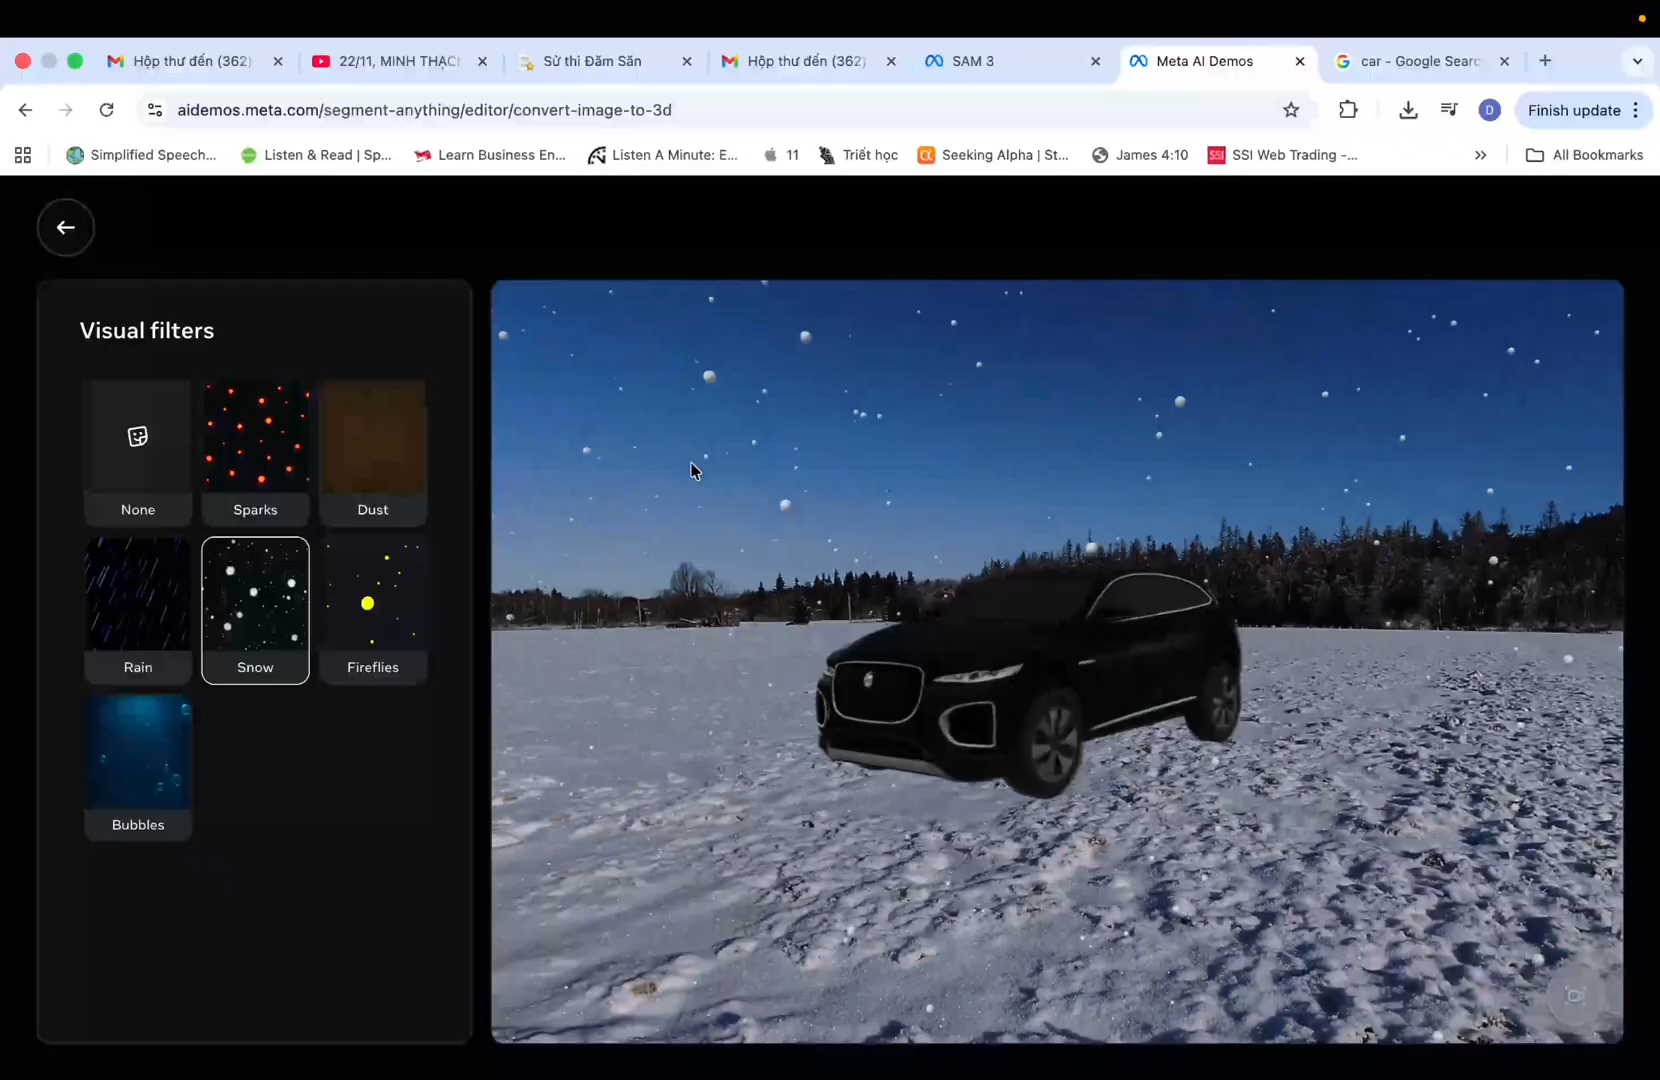 Hộp thư đến (362)
22/11, MINH THẠC
Sử thi Đăm Săn
Hộp thư đến (362)
SAM 3
Meta AI Demos
car - Google Searc
aidemos.meta.com/segment-anything/editor/convert-image-to-3d
D
Finish update
Simplified Speech...
Listen & Read | Sp...
Learn Business En...
Listen A Minute: E...
11
Triết học
Seeking Alpha | St...
James 4:10
SSI Web Trading -...
All Bookmarks
Visual filters
None
Sparks
Dust
Rain
Snow
Fireflies
Bubbles